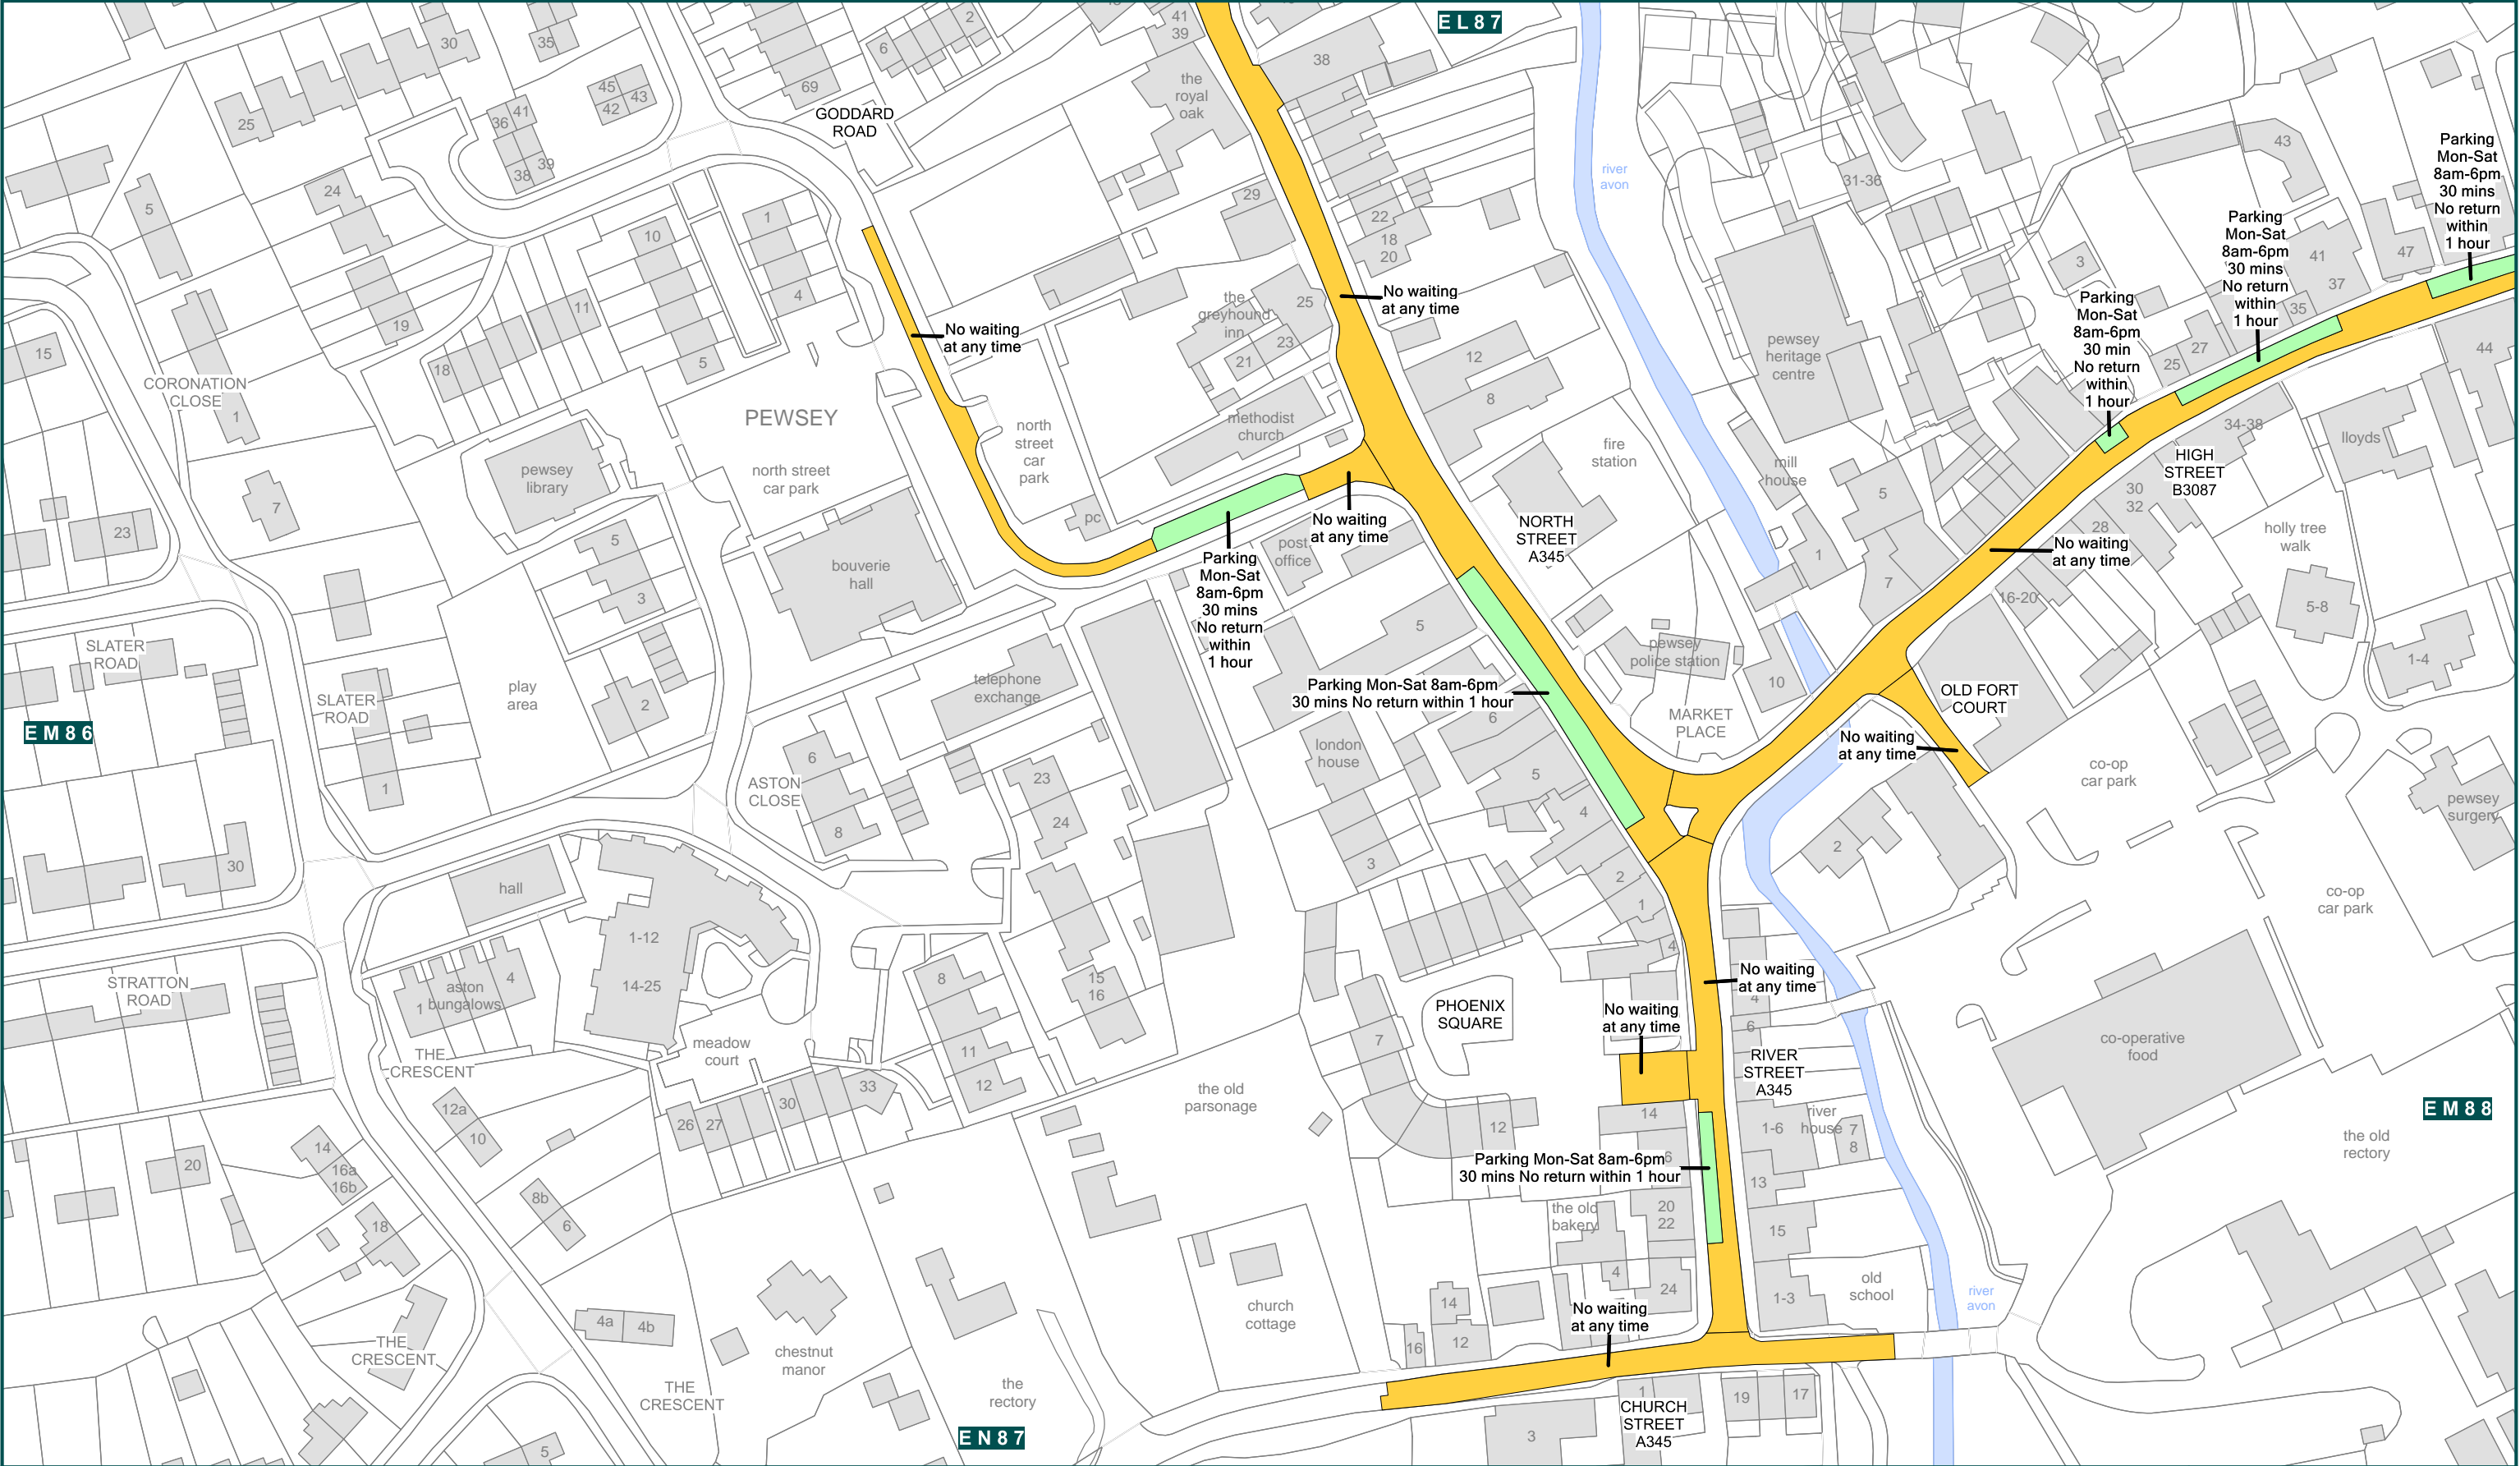 EL87
41
39
2
6
30
35
38
69
the
royal
oak
45
43
42
GODDARD
ROAD
25
36
41
39
38
43
Parking
Mon-Sat
8am-6pm
30 mins
No return
within
1 hour
river
avon
31-36
24
5
29
22
18
20
1
10
Parking
Mon-Sat
8am-6pm
30 mins
No return
within
1 hour
41
37
35
47
3
4
11
19
18
5
15
the
greyhound
inn
25
23
21
No waiting
at any time
No waiting
at any time
Parking
Mon-Sat
8am-6pm
30 min
No return
within
1 hour
pewsey
heritage
centre
12
8
25
27
44
CORONATION
CLOSE
1
PEWSEY
north
street
car
park
methodist
church
fire
station
34-38
lloyds
HIGH
STREET
B3087
pewsey
library
north street
car park
mill
house
5
30
32
28
7
23
pc
post
office
No waiting
at any time
NORTH
STREET
A345
1
7
No waiting
at any time
holly tree
walk
5
3
bouverie
hall
Parking
Mon-Sat
8am-6pm
30 mins
No return
within
1 hour
16-20
5-8
5
SLATER
ROAD
SLATER
ROAD
play
area
2
telephone
exchange
pewsey
police station
10
1-4
Parking Mon-Sat 8am-6pm
30 mins No return within 1 hour
6
OLD FORT
COURT
MARKET
PLACE
No waiting
at any time
EM86
london
house
5
4
3
1
6
8
ASTON
CLOSE
23
24
co-op
car park
pewsey
surgery
2
30
hall
2
1
4
co-op
car park
1-12
14-25
STRATTON
ROAD
aston
bungalows
1
4
8
15
16
11
12
PHOENIX
SQUARE
7
No waiting
at any time
No waiting
at any time
4
6
co-operative
food
THE
CRESCENT
meadow
court
33
30
26
27
the old
parsonage
RIVER
STREET
A345
EM88
12a
10
14
12
1-6
river
house
7
8
the old
rectory
14
16a
16b
20
Parking Mon-Sat 8am-6pm
30 mins No return within 1 hour
6
13
8b
6
18
the old
bakery
20
22
15
4
24
1-3
old
school
river
avon
4a
4b
chestnut
manor
church
cottage
14
12
16
No waiting
at any time
THE
CRESCENT
THE
CRESCENT
the
rectory
1
19
17
CHURCH
STREET
A345
3
5
EN87